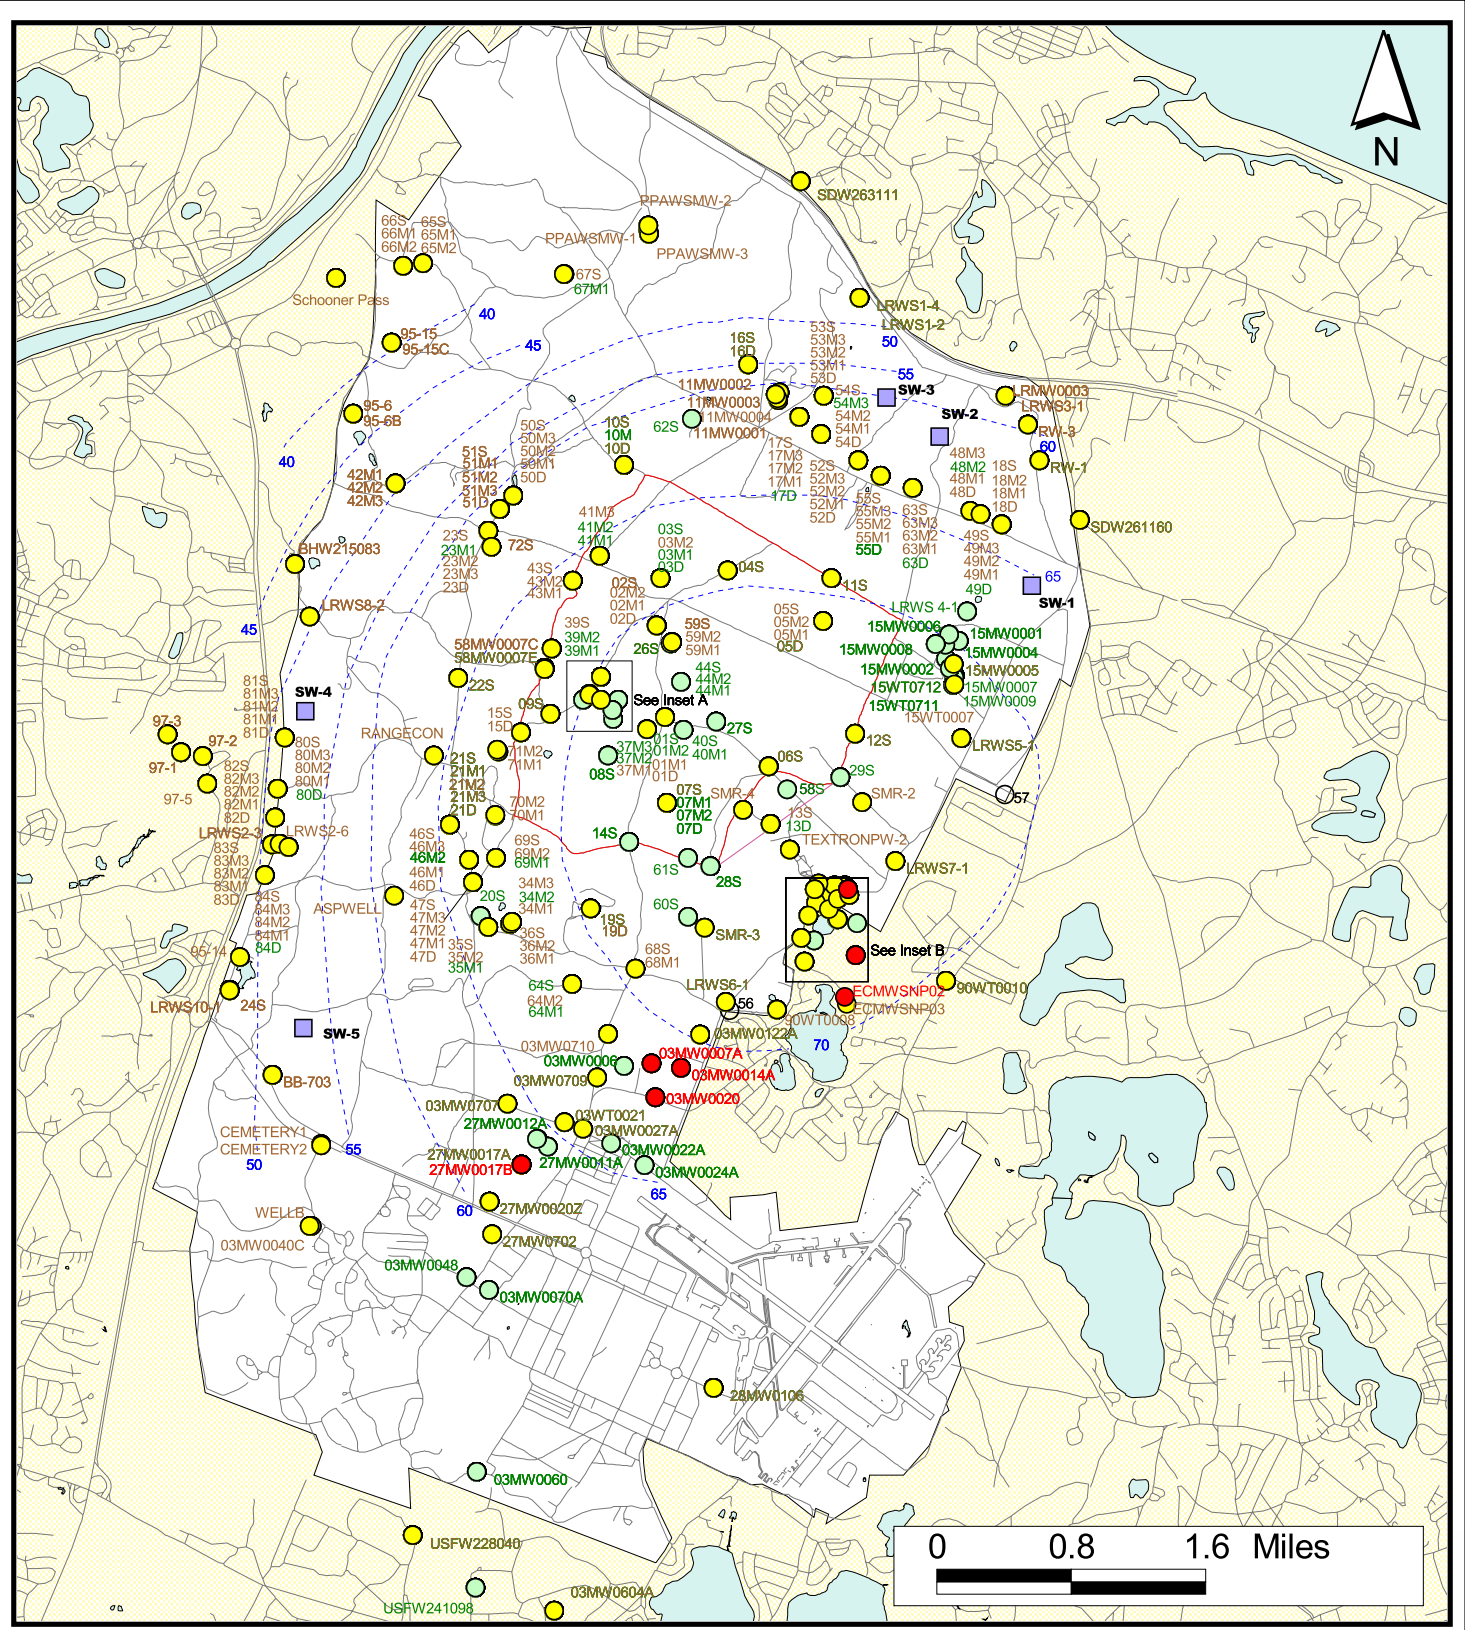 N
SDW263111
PPAWSMW-2
PPAWSMW-1
PPAWSMW-3
66S
66M1
66M2
65S
65M1
65M2
67S
67M1
Schooner Pass
LRWS1-4
LRWS1-2
40
45
50
55
95-15
95-15C
16S
16D
53S
53M3
53M2
53M1
53D
SW-3
11MW0002
11MW0003
11MW0004
11MW0001
54S
54M3
54M2
54M1
54D
LRMW0003
LRWS3-1
SW-2
RW-3
60
RW-1
95-6
95-6B
62S
10S
10M
10D
50S
50M3
50M2
50M1
50D
51S
51M1
51M2
51M3
51D
40
42M1
42M2
42M3
17S
17M3
17M2
17M1
17D
52S
52M3
52M2
52M1
52D
48M3
48M2
48M1
48D
18S
18M2
18M1
18D
55M3
55M2
55M1
55D
63S
63M3
63M2
63M1
63D
SDW261160
41M3
41M2
41M1
03S
03M2
03M1
03D
23S
23M1
23M2
23M3
23D
72S
49S
49M3
49M2
49M1
49D
BHW215083
43S
43M2
43M1
02S
02M2
02M1
02D
04S
11S
65
SW-1
LRWS8-2
45
05S
05M2
05M1
05D
LRWS 4-1
39S
39M2
39M1
59S
59M2
59M1
26S
15MW0006
15MW0001
15MW0008
15MW0004
15MW0002
15MW0005
15WT0712
15MW0007
15WT0711
15MW0009
15WT0007
58MW0007C
58MW0007E
22S
44S
44M2
44M1
See Inset A
81S
81M3
81M2
81M1
81D
SW-4
09S
15S
15D
27S
97-3
97-2
97-1
97-5
80S
80M3
80M2
80M1
80D
RANGECON
71M2
71M1
01S
01M2
01M1
01D
40S
40M1
37M3
37M2
37M1
08S
12S
LRWS5-1
06S
29S
57
82S
82M3
82M2
82M1
82D
21S
21M1
21M2
21M3
21D
70M2
70M1
07S
07M1
07M2
07D
SMR-4
58S
SMR-2
13S
13D
LRWS2-3
LRWS2-6
14S
TEXTRONPW-2
83S
83M3
83M2
83M1
83D
46S
46M3
46M2
46M1
46D
69S
69M2
69M1
61S
28S
LRWS7-1
34M3
34M2
34M1
20S
ASPWELL
84S
84M3
84M2
84M1
84D
47S
47M3
47M2
47M1
47D
60S
19S
19D
SMR-3
36S
36M2
36M1
35S
35M2
35M1
68S
68M1
See Inset B
95-14
LRWS10-1
24S
64S
64M2
64M1
LRWS6-1
56
ECMWSNP02
ECMWSNP03
90WT0010
90WT0008
SW-5
03MW0710
03MW0122A
70
03MW0006
03MW0007A
03MW0014A
03MW0709
03MW0020
BB-703
03MW0707
03WT0021
27MW0012A
03MW0027A
CEMETERY1
CEMETERY2
55
50
27MW0017A
27MW0017B
27MW0011A
03MW0022A
03MW0024A
65
60
27MW0020Z
WELLB
03MW0040C
27MW0702
03MW0048
03MW0070A
28MW0106
03MW0060
USFW228040
USFW241098
03MW0604A
0 0.8 1.6 Miles